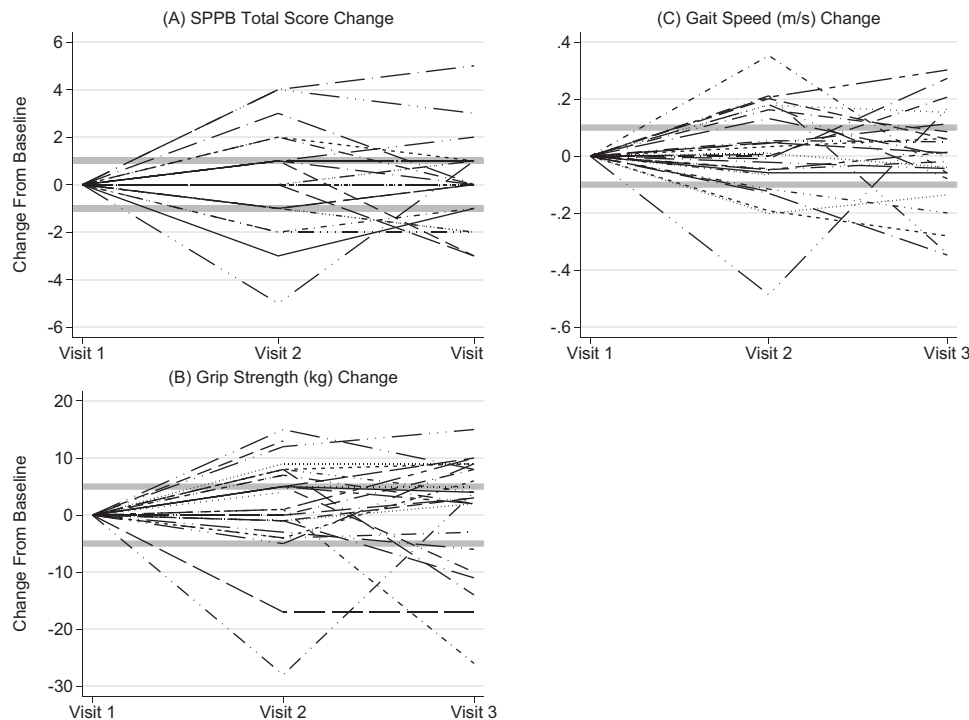 (A) SPPB Total Score Change
6
4
2
0
-2
-4
-6
Change From Baseline
Visit 1
Visit 2
Visit
(C) Gait Speed (m/s) Change
.4
.2
0
-.2
-.4
-.6
Visit 1
Visit 2
Visit 3
(B) Grip Strength (kg) Change
20
10
0
-10
-20
-30
Change From Baseline
Visit 1
Visit 2
Visit 3